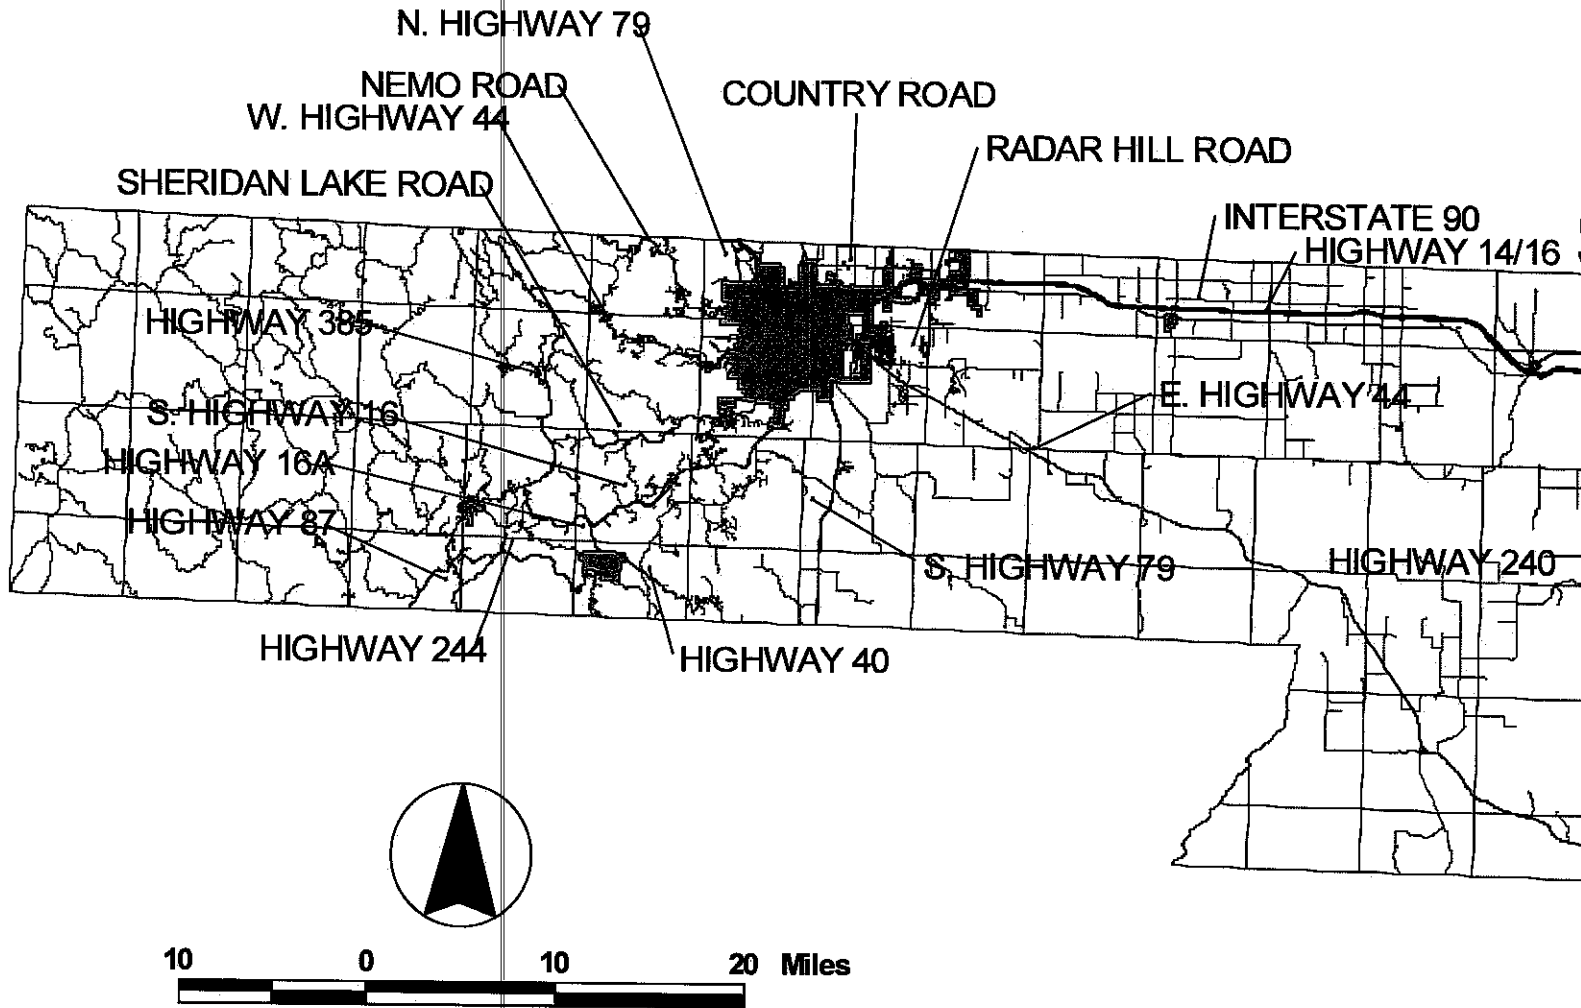 N. HIGHWAY 79
NEMO ROAD
COUNTRY ROAD
W. HIGHWAY 44
RADAR HILL ROAD
SHERIDAN LAKE ROAD
INTERSTATE 90
HIGHWAY 14/16
HIGHWAY 385
E. HIGHWAY 44
S. HIGHWAY 16
HIGHWAY 16A
HIGHWAY 87
S. HIGHWAY 79
HIGHWAY 240
HIGHWAY 244
HIGHWAY 40
10 0 10 20 Miles